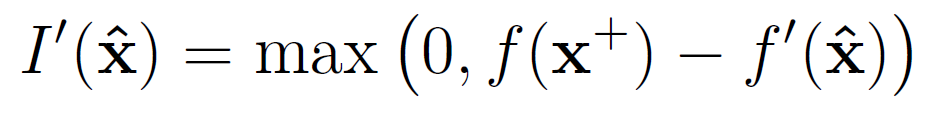 I′(x̂) = max (0, f(x⁺) − f′(x̂))